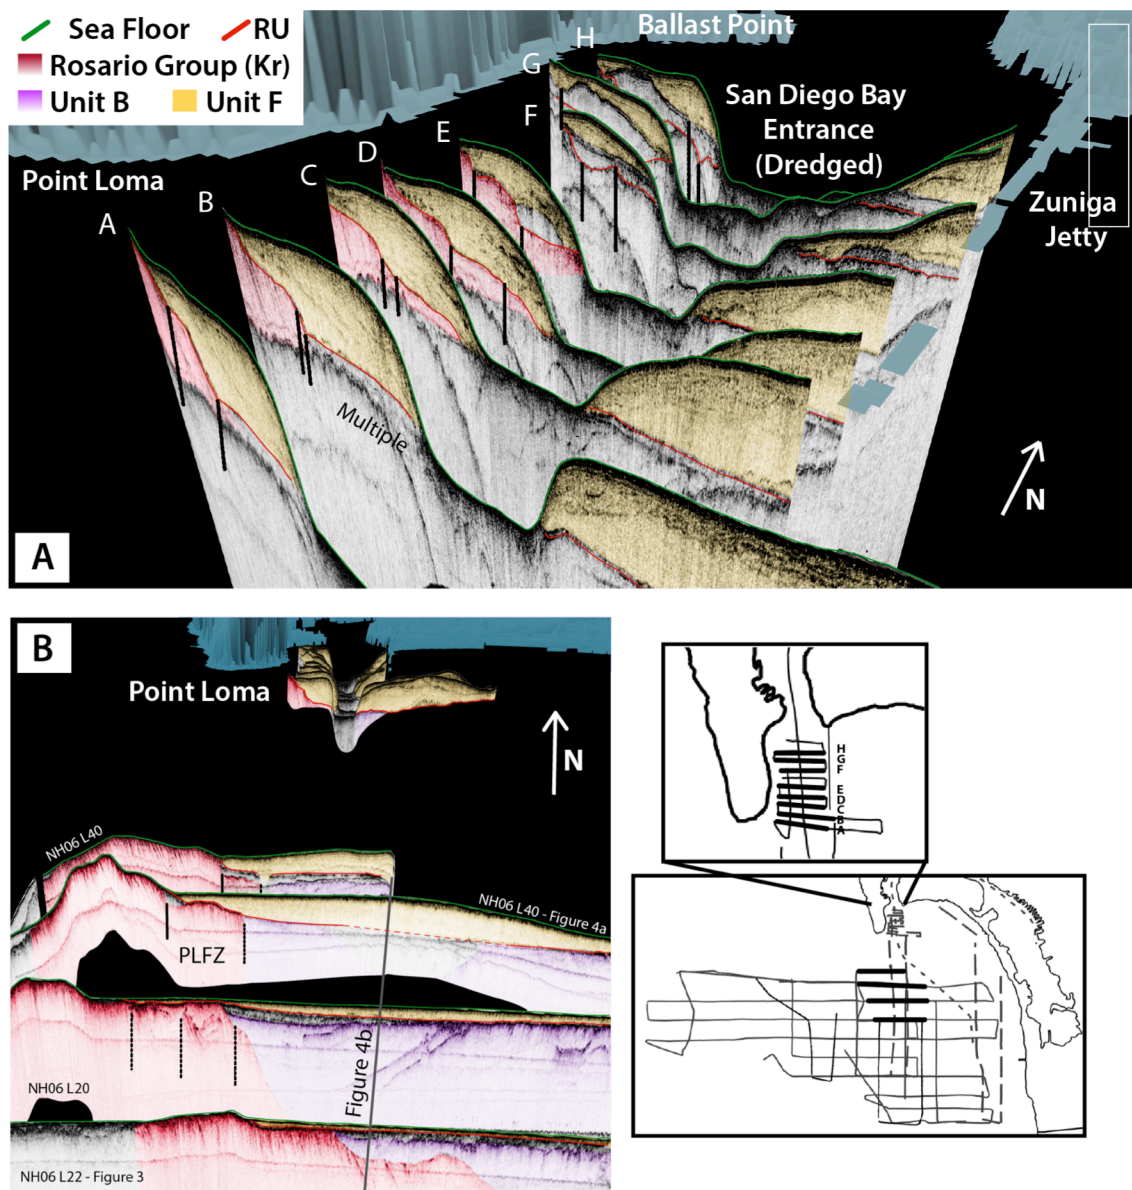 Sea Floor RU
Rosario Group (Kr)
Unit B Unit F
Ballast Point
H
G
F
E
D
C
B
A
Point Loma
San Diego Bay
Entrance
(Dredged)
Zuniga
Jetty
Multiple
N
A
B
Point Loma
N
NH06 L40
NH06 L40 - Figure 4a
PLFZ
Figure 4b
NH06 L20
NH06 L22 - Figure 3
H
G
F
E
D
C
B
A